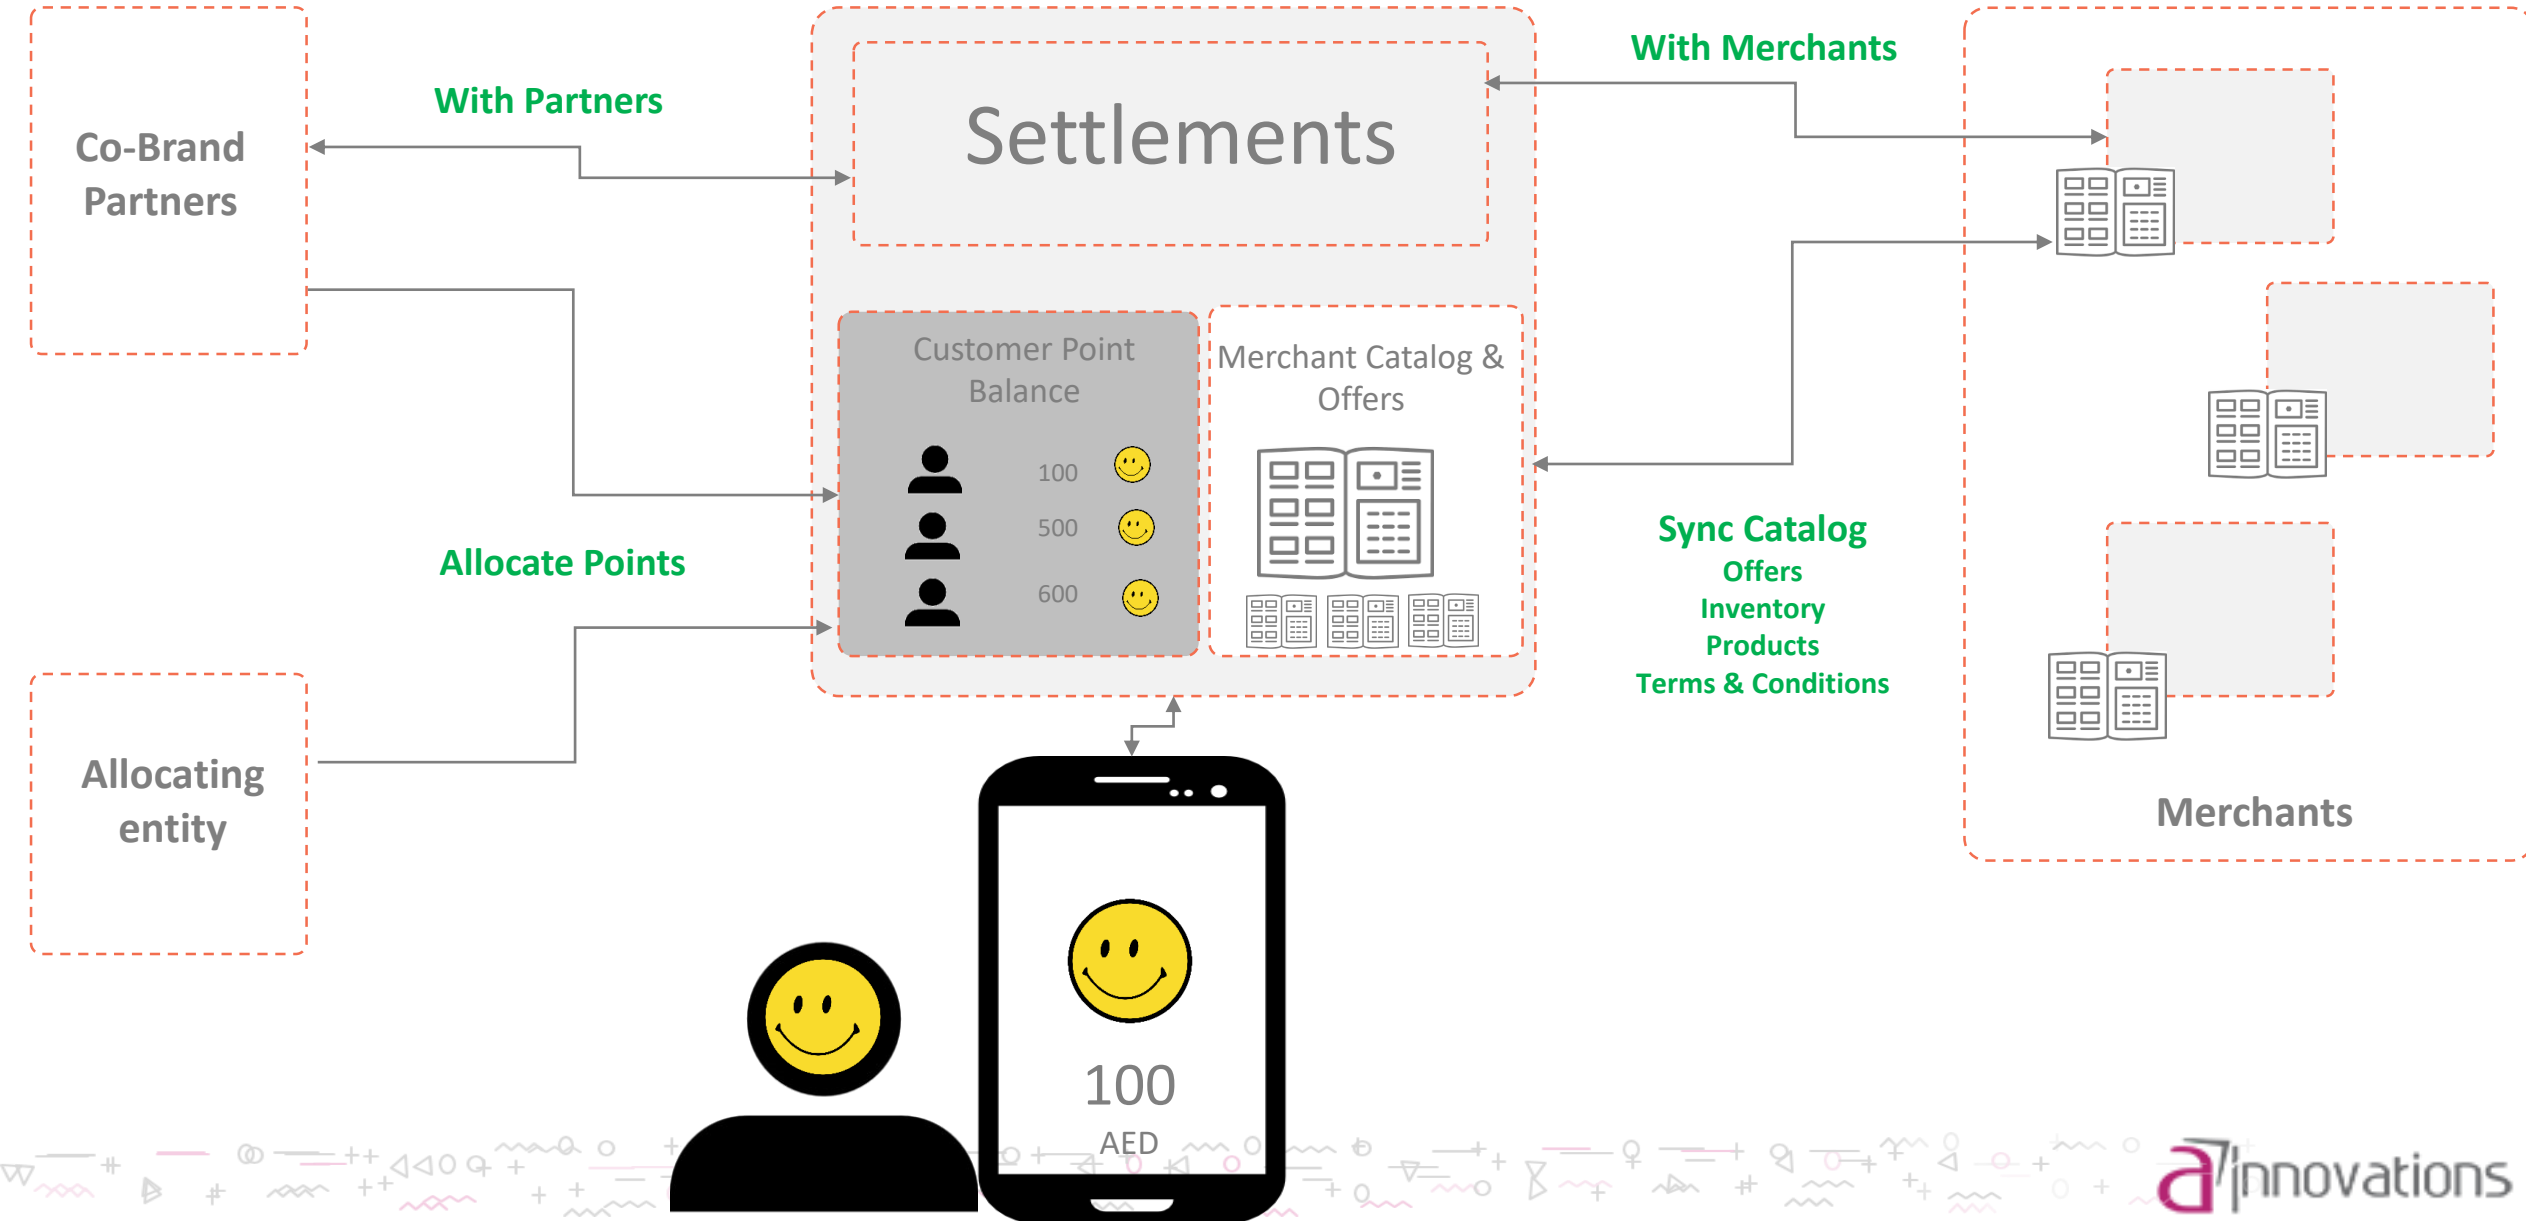 Co-Brand
Partners
With Partners
Settlements
With Merchants
Customer Point
Balance
100
500
600
Merchant Catalog &
Offers
Allocate Points
Sync Catalog
Offers
Inventory
Products
Terms & Conditions
Allocating
entity
Merchants
100
AED
a7innovations